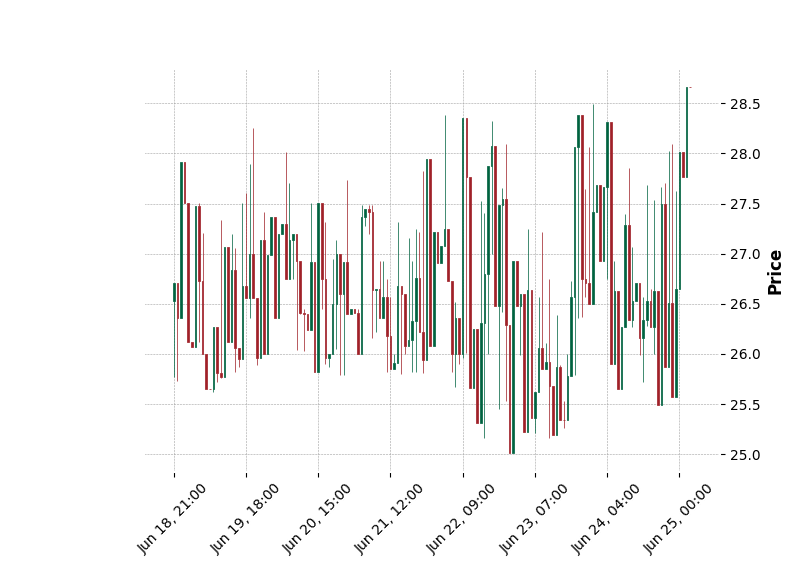 28.5
28.0
27.5
27.0
26.5
26.0
25.5
25.0
Price
Jun 18, 21:00
Jun 19, 18:00
Jun 20, 15:00
Jun 21, 12:00
Jun 22, 09:00
Jun 23, 07:00
Jun 24, 04:00
Jun 25, 00:00